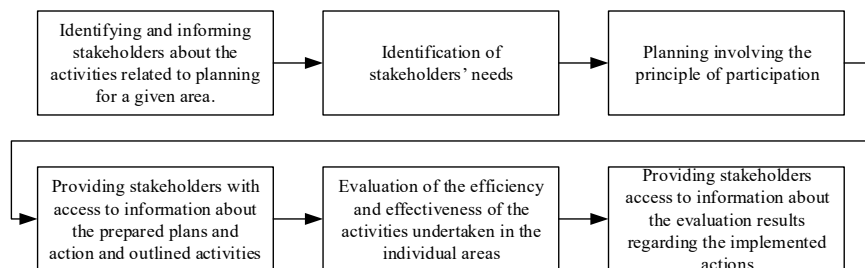 Identifying and informing
stakeholders about the
activities related to planning
for a given area.
Identification of
stakeholders’ needs
Planning involving the
principle of participation
Providing stakeholders with
access to information about
the prepared plans and
action and outlined activities
Evaluation of the efficiency
and effectiveness of the
activities undertaken in the
individual areas
Providing stakeholders
access to information about
the evaluation results
regarding the implemented
actions